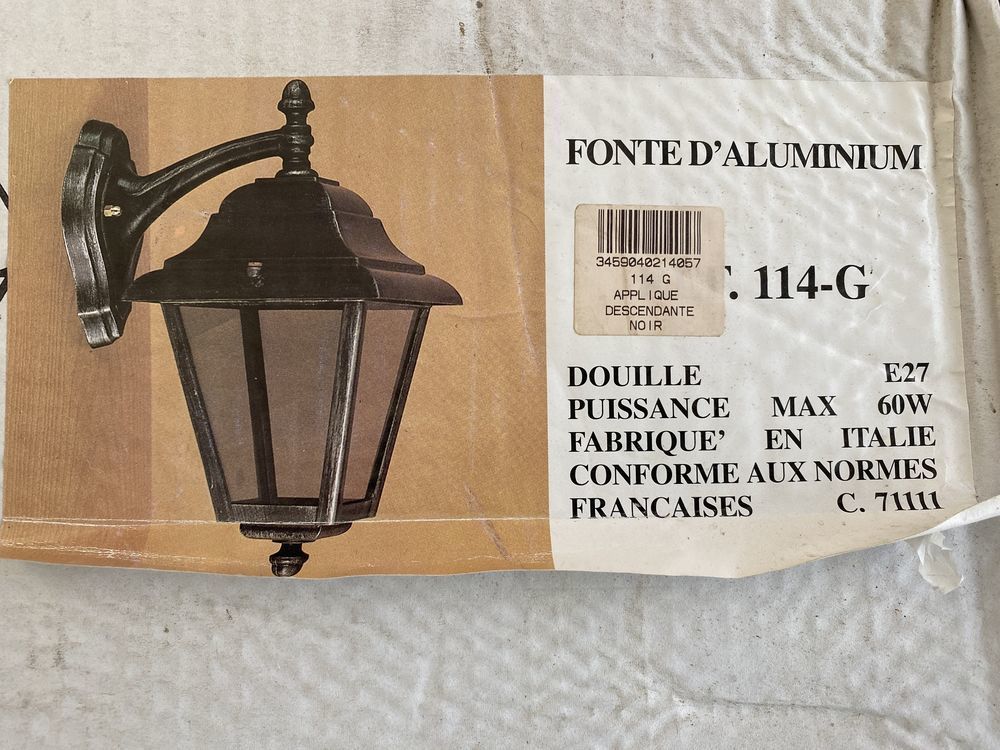 FONTE D'ALUMINIUM
3459040214057
114 G
APPLIQUE
DESCENDANTE
NOIR
. 114-G
DOUILLE E27
PUISSANCE MAX 60W
FABRIQUE' EN ITALIE
CONFORME AUX NORMES
FRANCAISES C. 71111